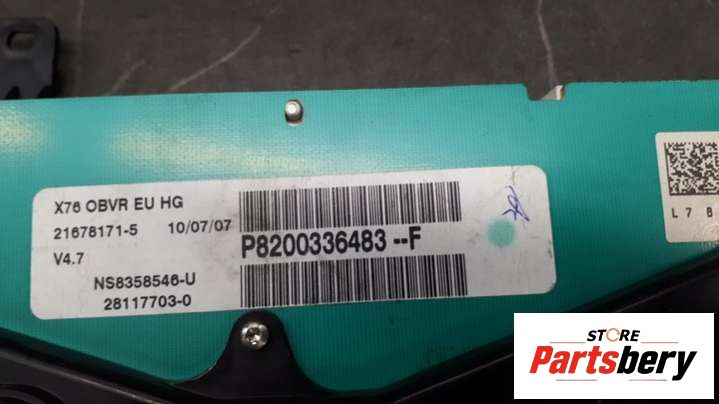 X76 OBVR EU HG
21678171-5 10/07/07
V4.7
NS8358546-U
28117703-0
P8200336483 --F
L 7 B
STORE
Partsbery